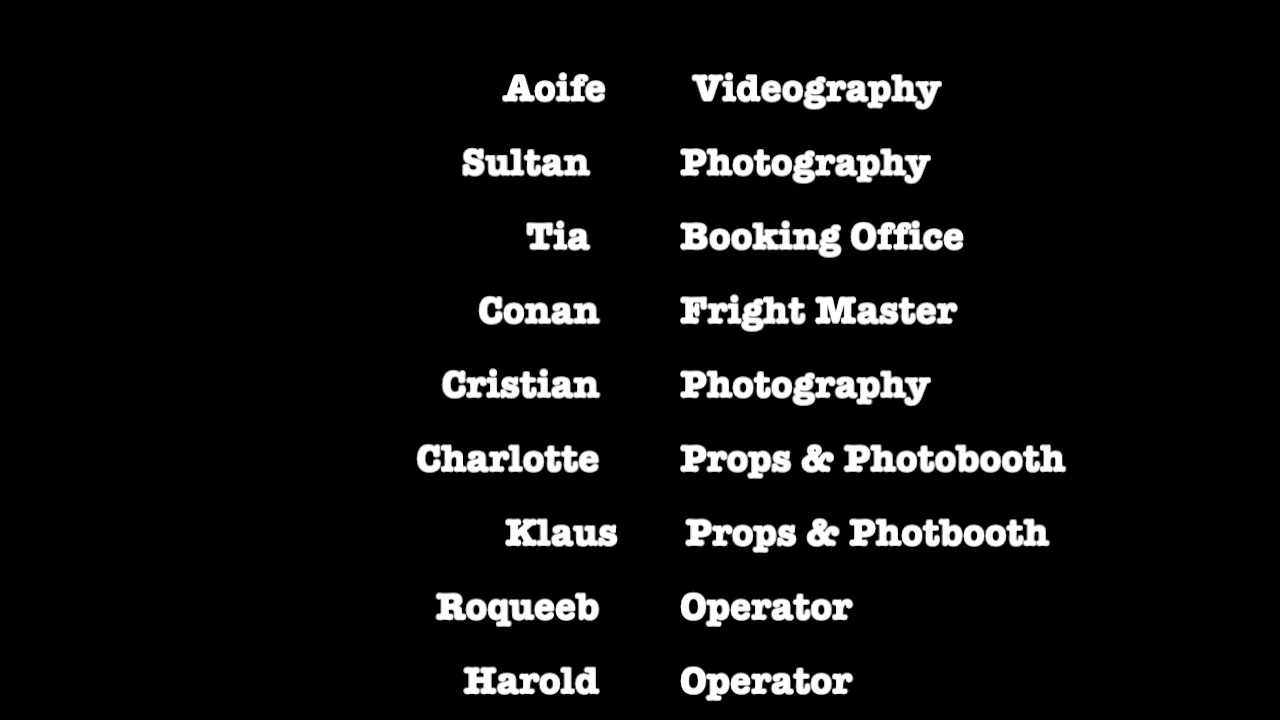 Aoife Videography
Sultan Photography
Tia Booking Office
Conan Fright Master
Cristian Photography
Charlotte Props & Photobooth
Klaus Props & Photbooth
Roqueeb Operator
Harold Operator